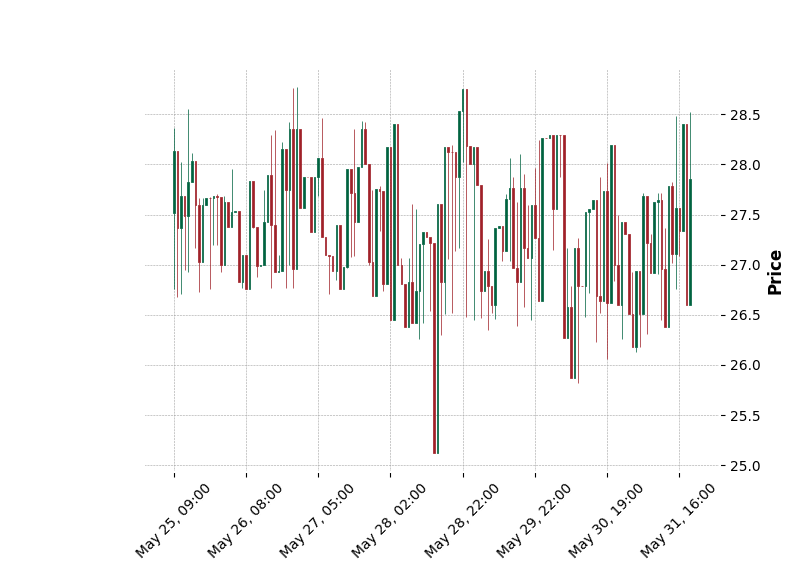 28.5
28.0
27.5
27.0
26.5
26.0
25.5
25.0
Price
May 25, 09:00
May 26, 08:00
May 27, 05:00
May 28, 02:00
May 28, 22:00
May 29, 22:00
May 30, 19:00
May 31, 16:00